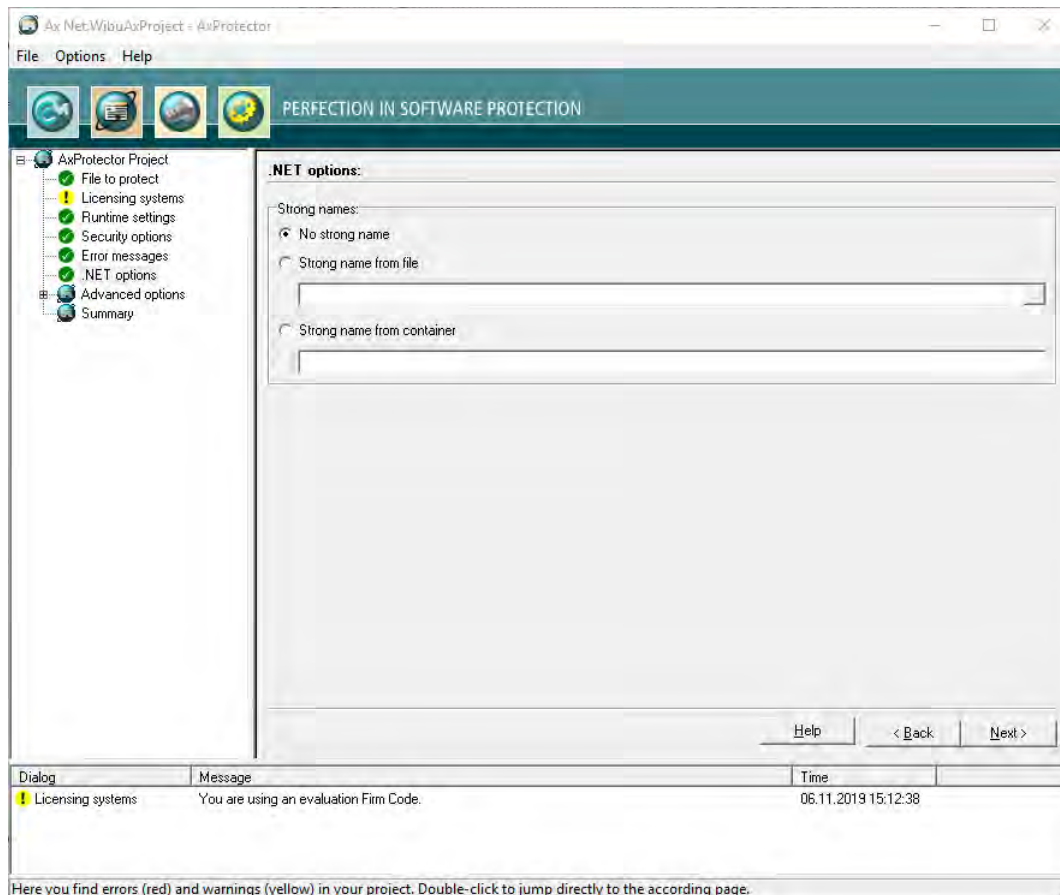 Ax Net.WibuAxProject - AxProtector
File Options Help
PERFECTION IN SOFTWARE PROTECTION
AxProtector Project
File to protect
Licensing systems
Runtime settings
Security options
Error messages
.NET options
Advanced options
Summary
.NET options:
Strong names:
No strong name
Strong name from file
Strong name from container
Help < Back Next >
Dialog Message Time
Licensing systems You are using an evaluation Firm Code. 06.11.2019 15:12:38
Here you find errors (red) and warnings (yellow) in your project. Double-click to jump directly to the according page.